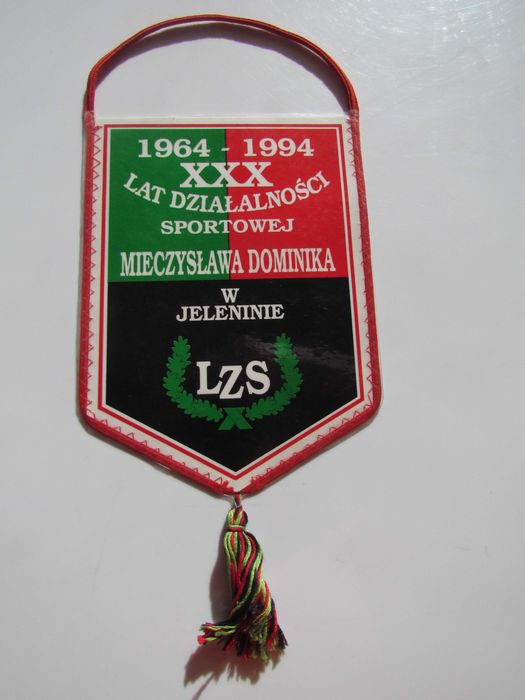 1964 - 1994
XXX
LAT DZIAŁALNOŚCI
SPORTOWEJ
MIECZYSŁAWA DOMINIKA
W
JELENINIE
LZS